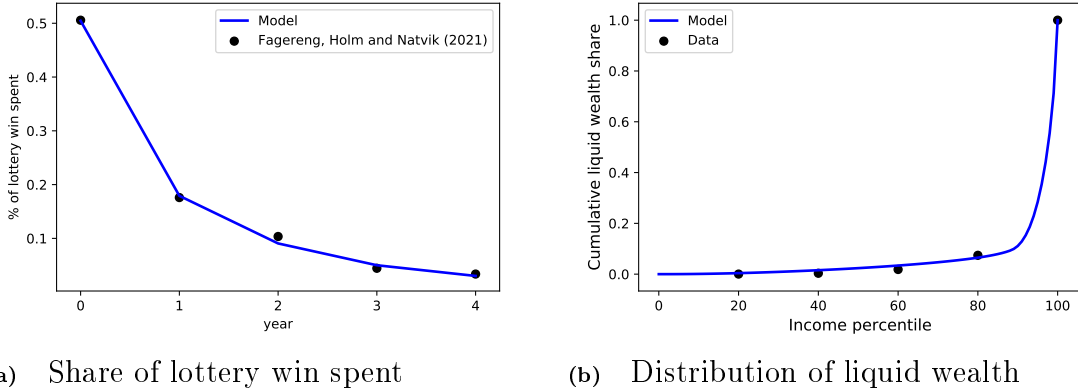 Model
Fagereng, Holm and Natvik (2021)
% of lottery win spent
0.5
0.4
0.3
0.2
0.1
0 1 2 3 4
year
Model
Data
Cumulative liquid wealth share
1.0
0.8
0.6
0.4
0.2
0.0
0 20 40 60 80 100
Income percentile
a) Share of lottery win spent
(b) Distribution of liquid wealth